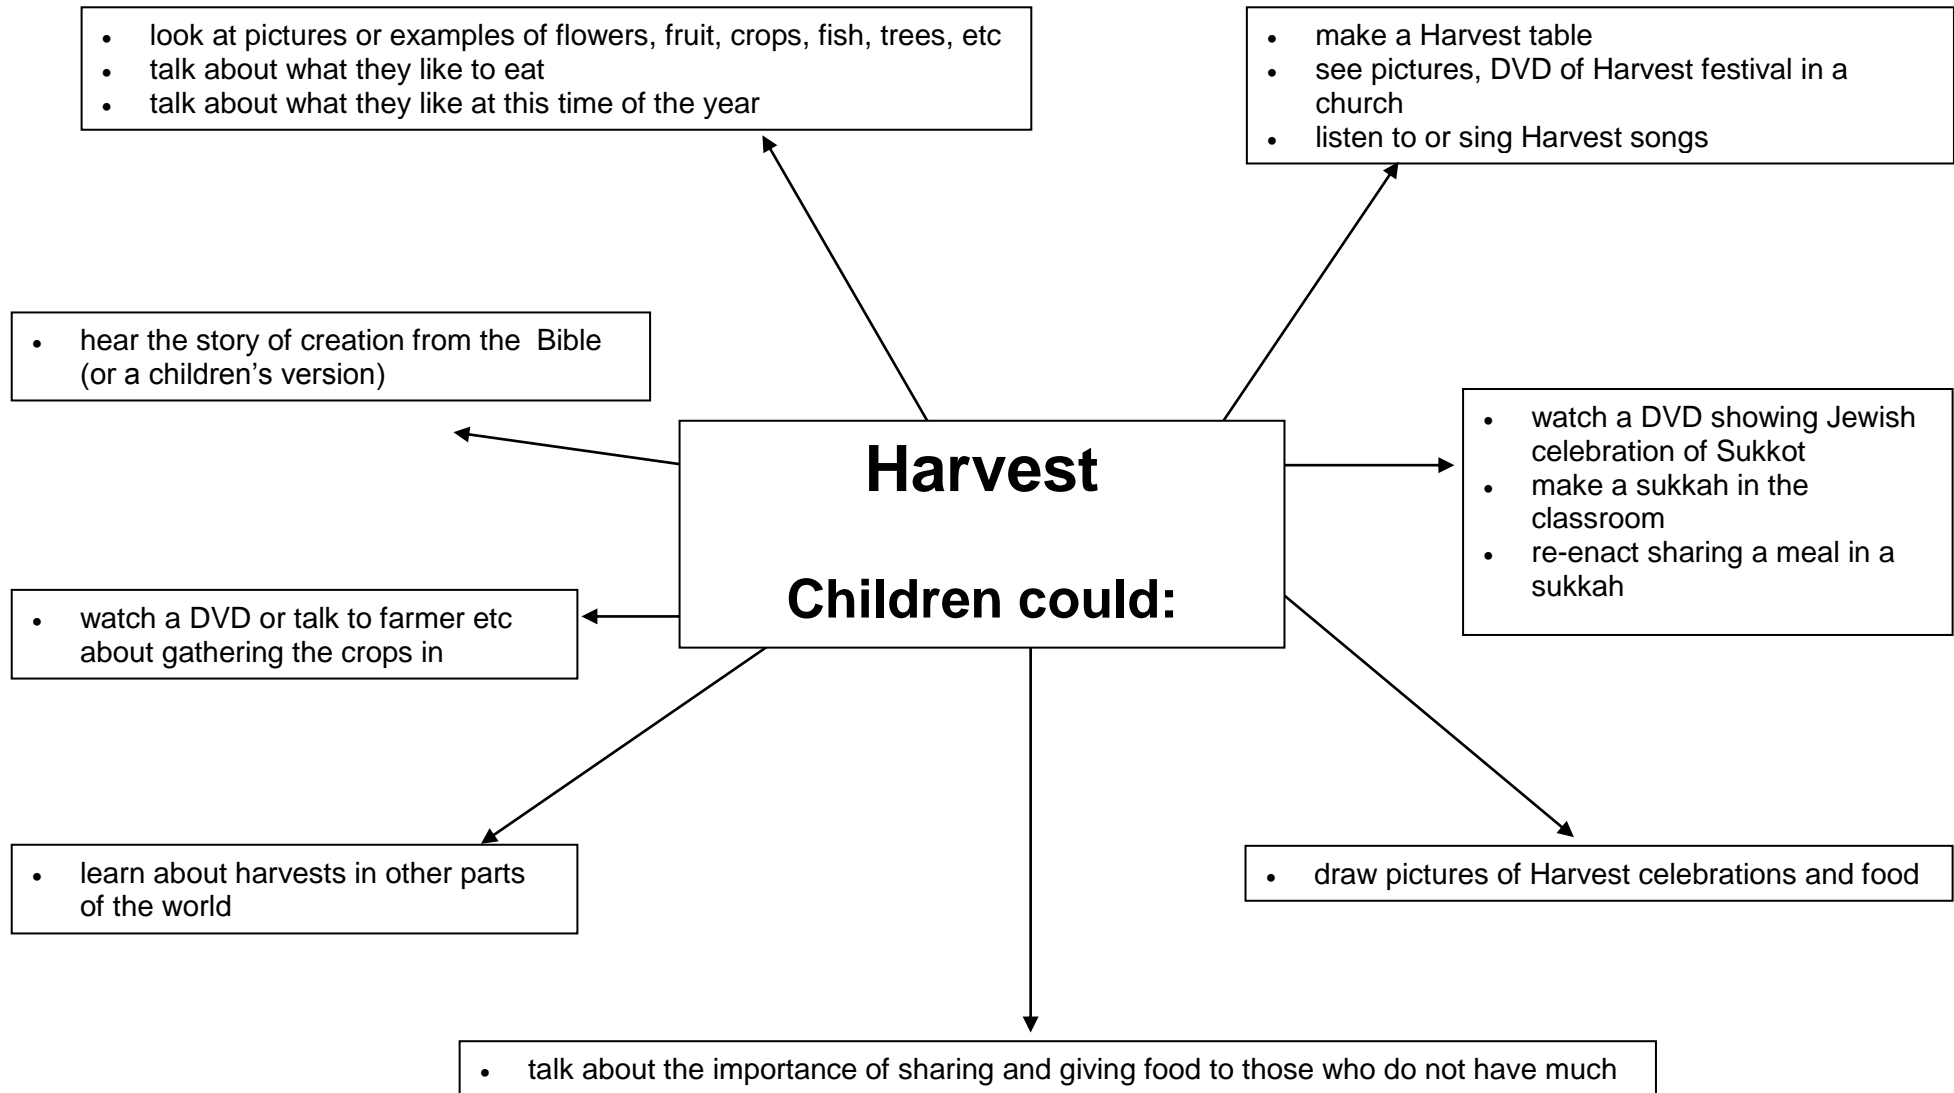 • look at pictures or examples of flowers, fruit, crops, fish, trees, etc
• talk about what they like to eat
• talk about what they like at this time of the year
• make a Harvest table
• see pictures, DVD of Harvest festival in a
church
• listen to or sing Harvest songs
• hear the story of creation from the  Bible
(or a children’s version)
Harvest
Children could:
• watch a DVD showing Jewish
celebration of Sukkot
• make a sukkah in the
classroom
• re-enact sharing a meal in a
sukkah
• watch a DVD or talk to farmer etc
about gathering the crops in
• learn about harvests in other parts
of the world
• draw pictures of Harvest celebrations and food
• talk about the importance of sharing and giving food to those who do not have much